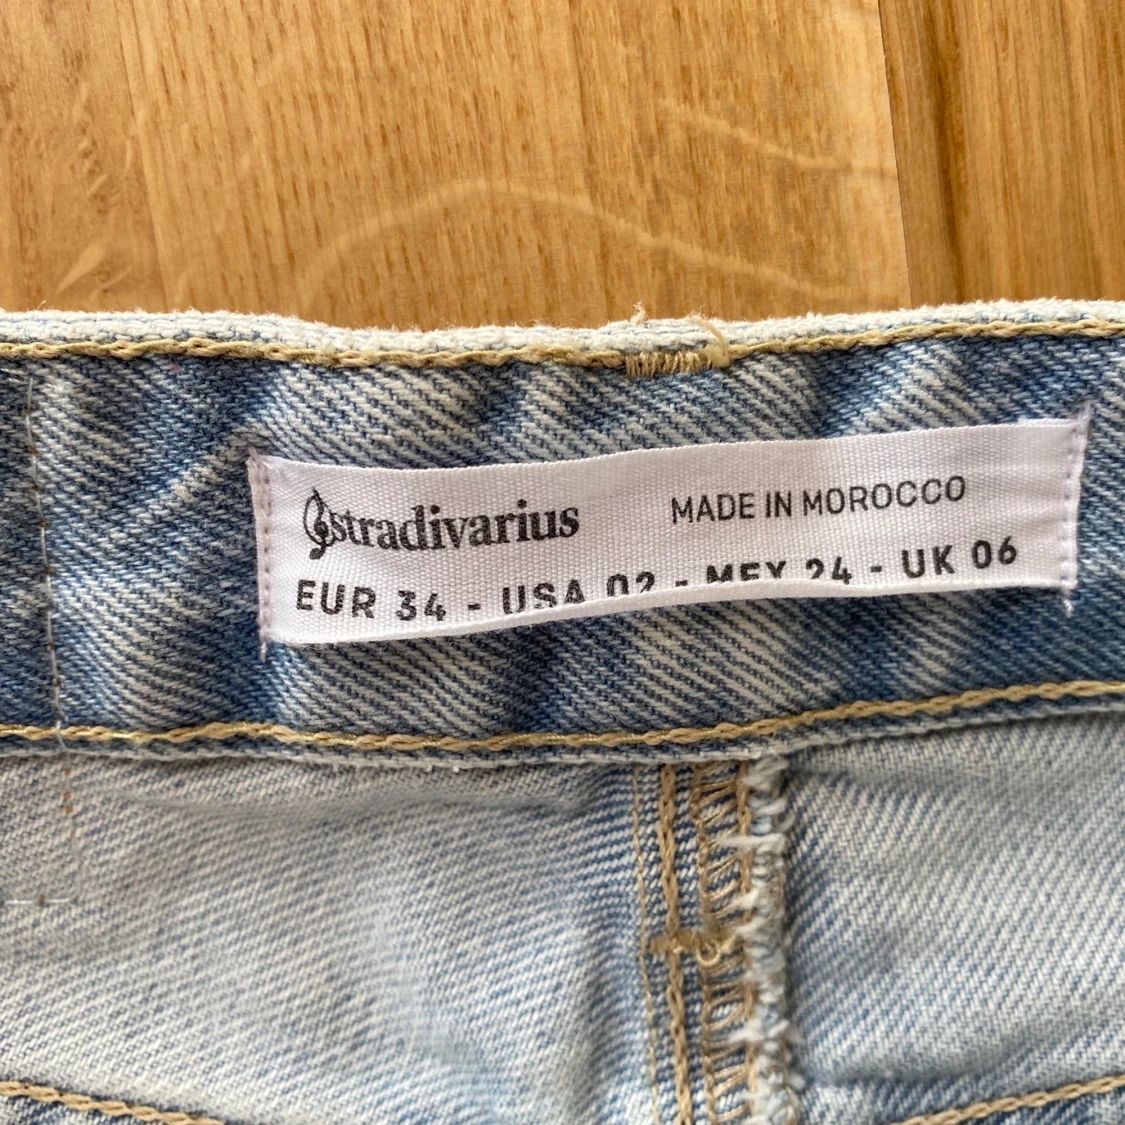 stradivarius
MADE IN MOROCCO
EUR 34 - USA 02 - MEX 24 - UK 06